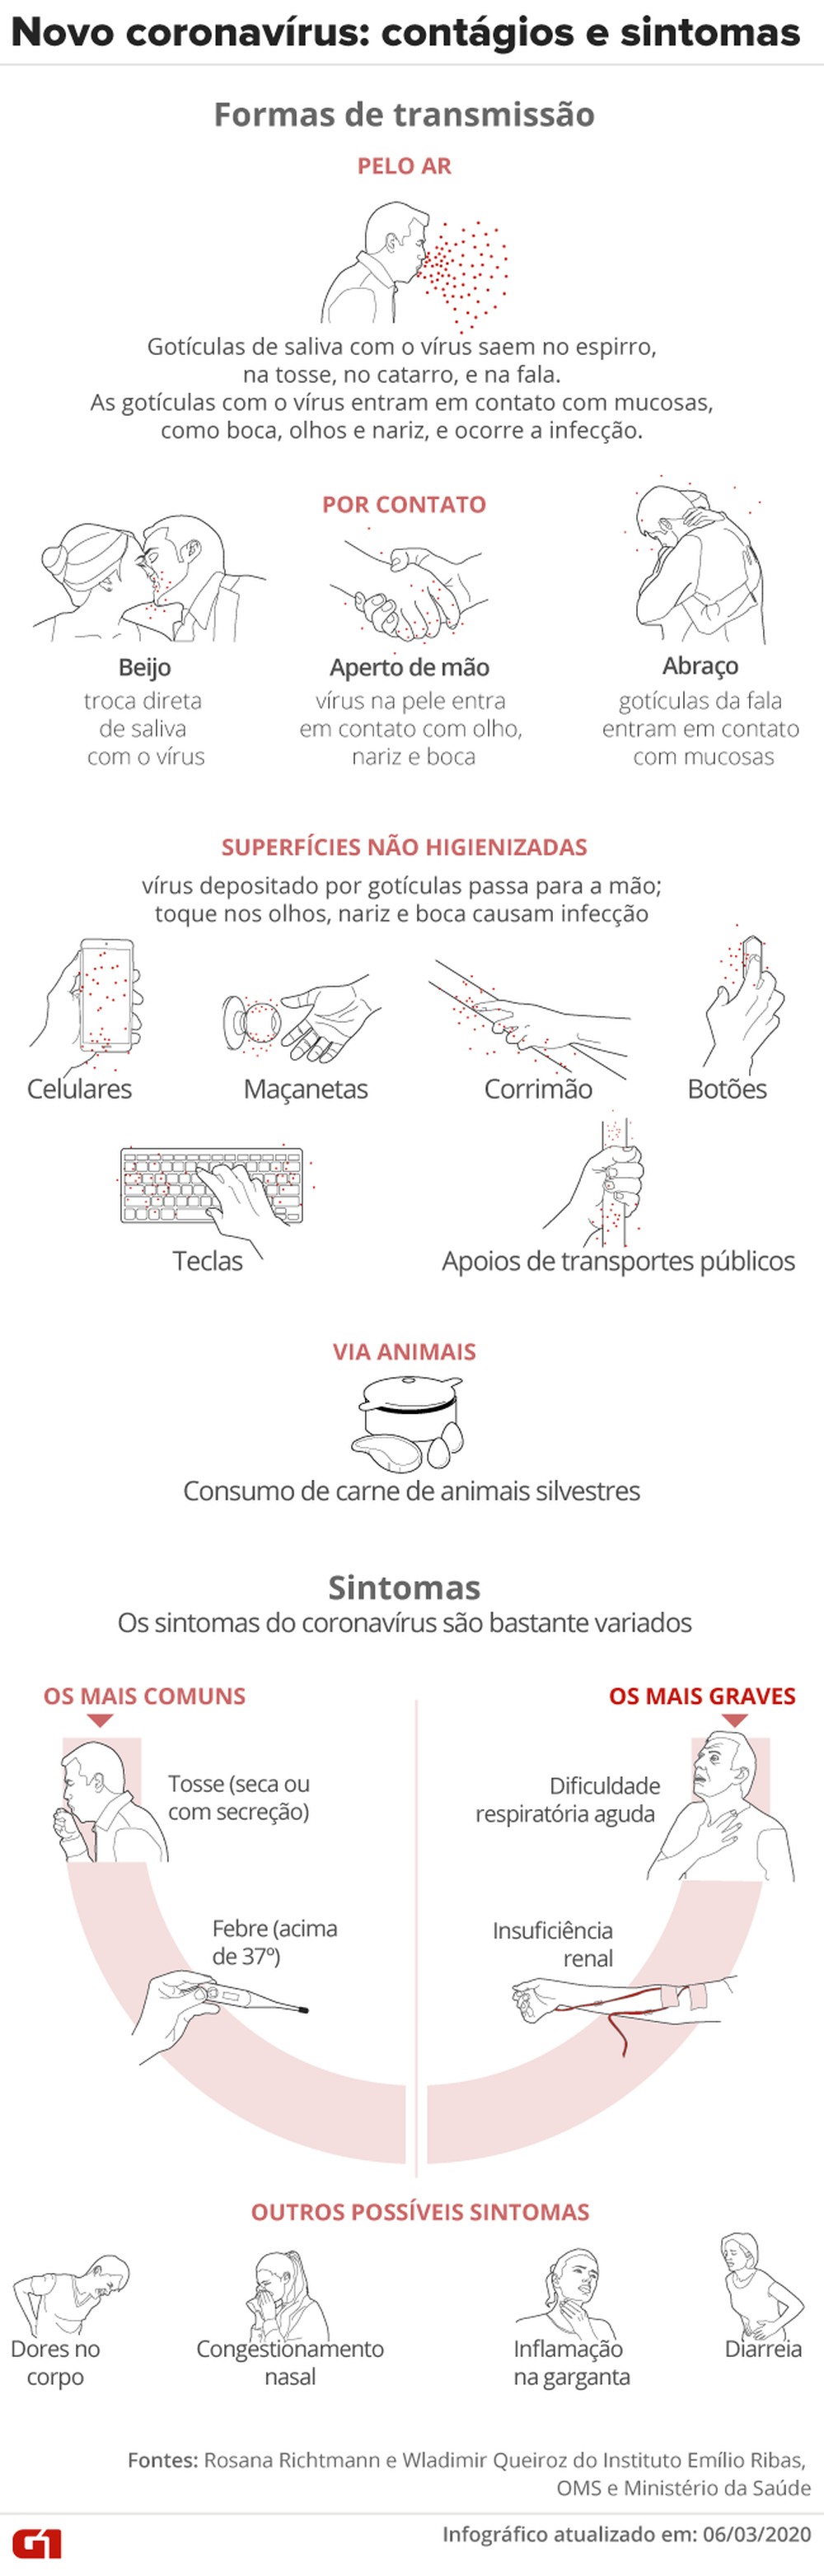 Novo coronavírus: contágios e sintomas
Formas de transmissão
PELO AR
Gotículas de saliva com o vírus saem no espirro,
na tosse, no catarro, e na fala.
As gotículas com o vírus entram em contato com mucosas,
como boca, olhos e nariz, e ocorre a infecção.
POR CONTATO
Beijo
troca direta
de saliva
com o vírus
Aperto de mão
vírus na pele entra
em contato com olho,
nariz e boca
Abraço
gotículas da fala
entram em contato
com mucosas
SUPERFÍCIES NÃO HIGIENIZADAS
vírus depositado por gotículas passa para a mão;
toque nos olhos, nariz e boca causam infecção
Celulares
Maçanetas
Corrimão
Botões
Teclas
Apoios de transportes públicos
VIA ANIMAIS
Consumo de carne de animais silvestres
Sintomas
Os sintomas do coronavírus são bastante variados
OS MAIS COMUNS
Tosse (seca ou
com secreção)
Febre (acima
de 37º)
OS MAIS GRAVES
Dificuldade
respiratória aguda
Insuficiência
renal
OUTROS POSSÍVEIS SINTOMAS
Dores no
corpo
Congestionamento
nasal
Inflamação
na garganta
Diarreia
Fontes: Rosana Richtmann e Wladimir Queiroz do Instituto Emílio Ribas,
OMS e Ministério da Saúde
G1
Infográfico atualizado em: 06/03/2020